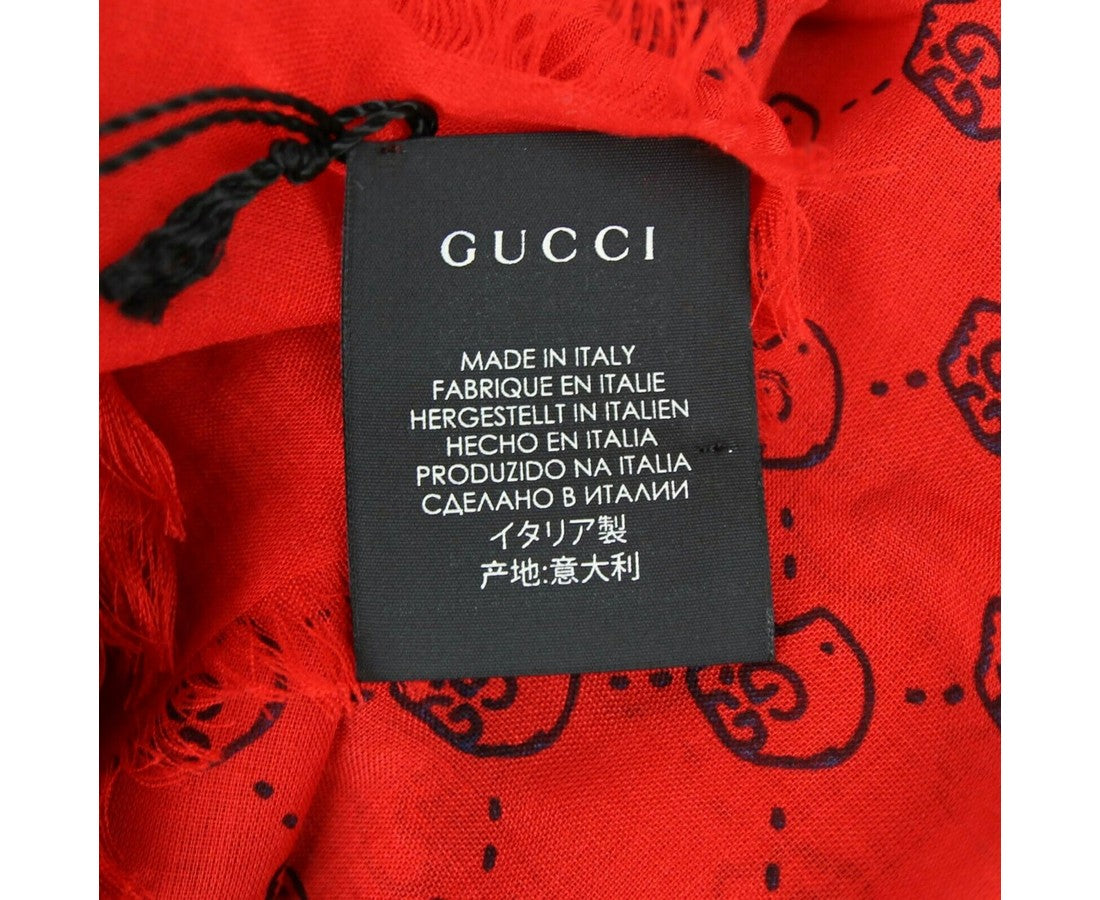 GUCCI
MADE IN ITALY
FABRIQUE EN ITALIE
HERGESTELLT IN ITALIEN
HECHO EN ITALIA
PRODUZIDO NA ITALIA
СДЕЛАНО В ИТАЛИИ
イタリア製
产地:意大利